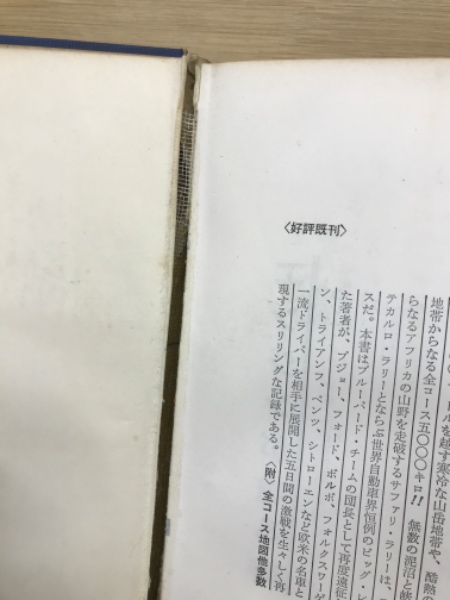 ルを越す寒冷な山岳地帯や、酷熱の
地帯からなる全コース五〇〇〇キロ!! 無数の泥沼と
らなるアフリカの山野を走破するサファリ・ラリーは、
テカルロ・ラリーとならぶ世界自動車界恒例のビッグ・
スだ。本書はブルーバード・チームの団長として再度遠征
た著者が、プジョー、フォード、ボルボ、フォルクスワーゲ
ン、トライアンフ、ベンツ、シトローエンなど欧米の名車と
一流ドライバーを相手に展開した五日間の激戦を生々しく再
現するスリリングな記録である。〈附〉全コース地図他多数
〈好評既刊〉